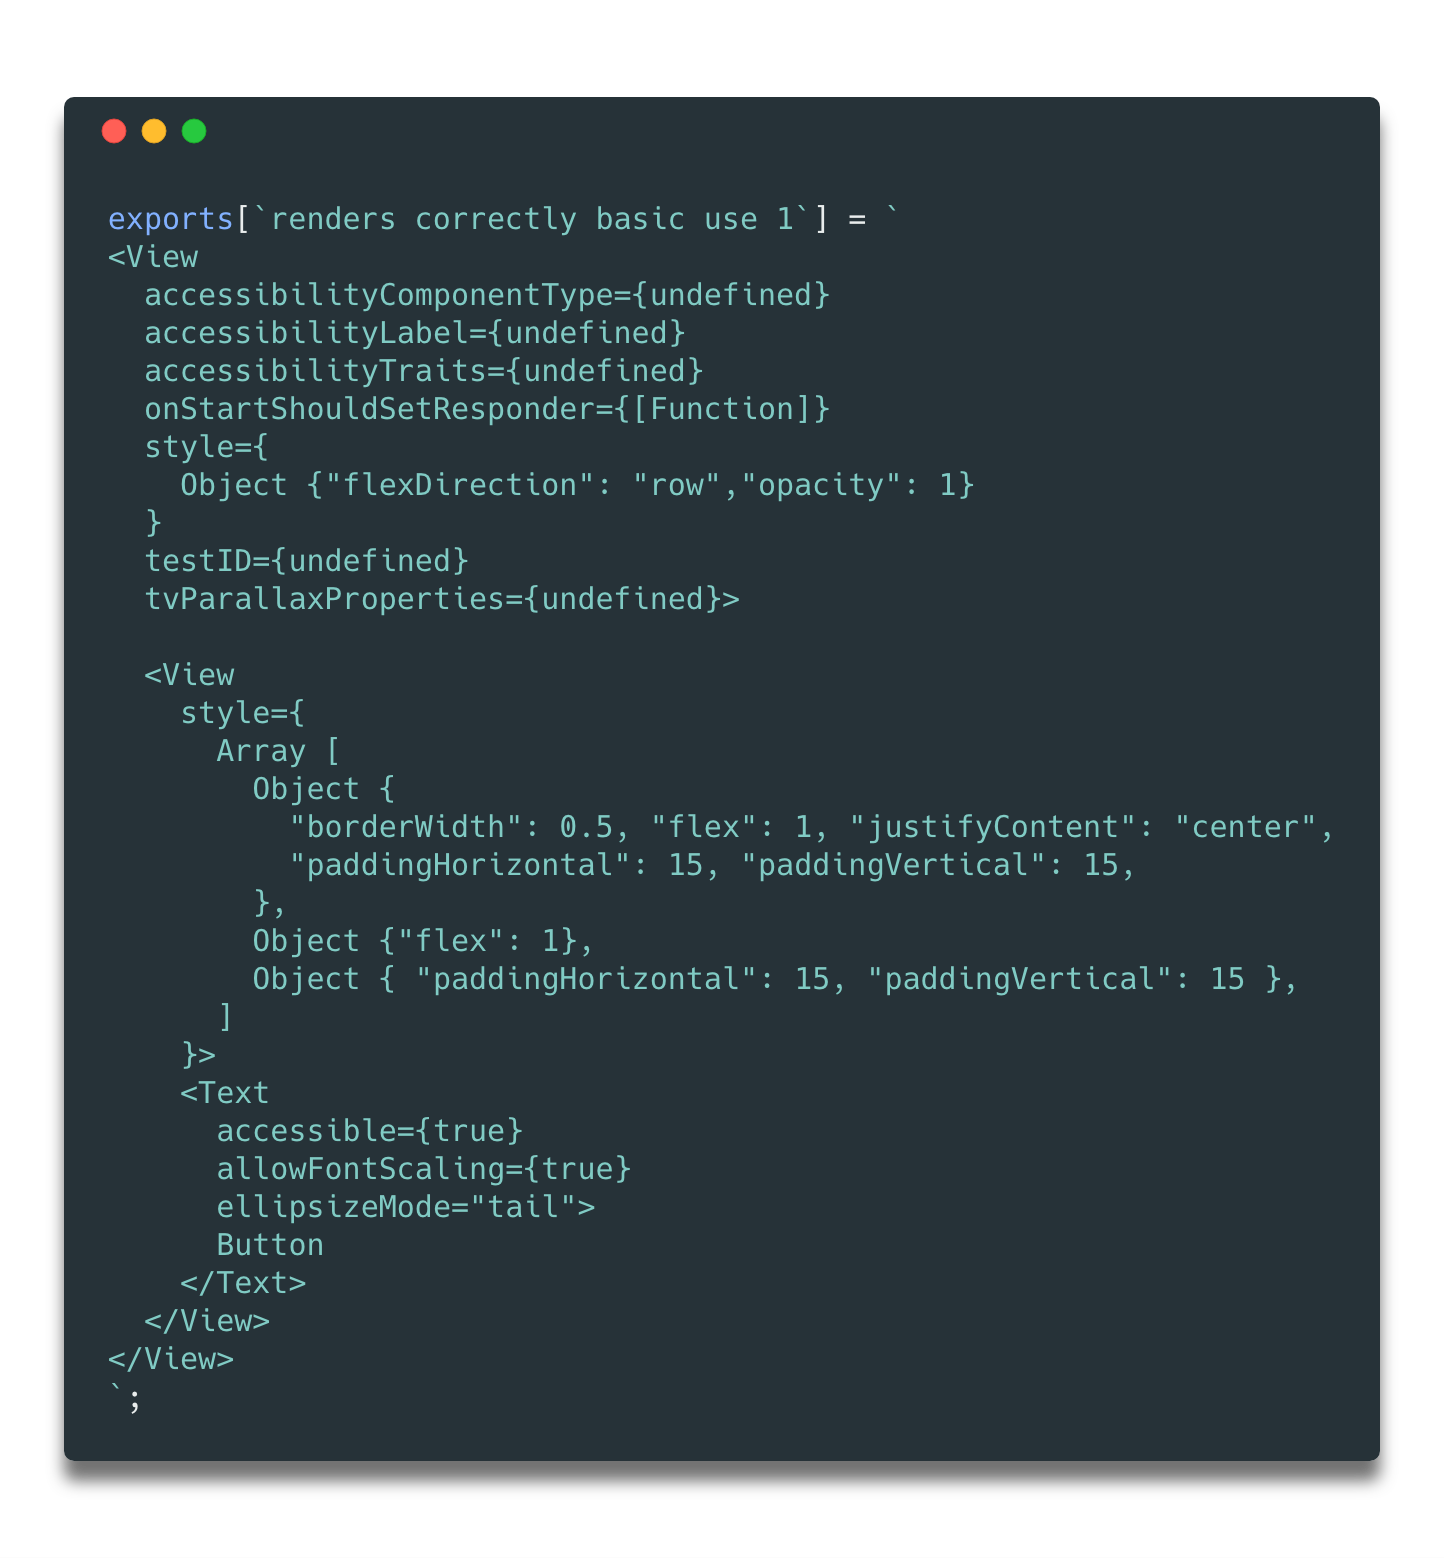 exports[`renders correctly basic use 1`] = `
<View
  accessibilityComponentType={undefined}
  accessibilityLabel={undefined}
  accessibilityTraits={undefined}
  onStartShouldSetResponder={[Function]}
  style={
    Object {"flexDirection": "row","opacity": 1}
  }
  testID={undefined}
  tvParallaxProperties={undefined}>

  <View
    style={
      Array [
        Object {
          "borderWidth": 0.5, "flex": 1, "justifyContent": "center",
          "paddingHorizontal": 15, "paddingVertical": 15,
        },
        Object {"flex": 1},
        Object { "paddingHorizontal": 15, "paddingVertical": 15 },
      ]
    }>
    <Text
      accessible={true}
      allowFontScaling={true}
      ellipsizeMode="tail">
      Button
    </Text>
  </View>
</View>
`;